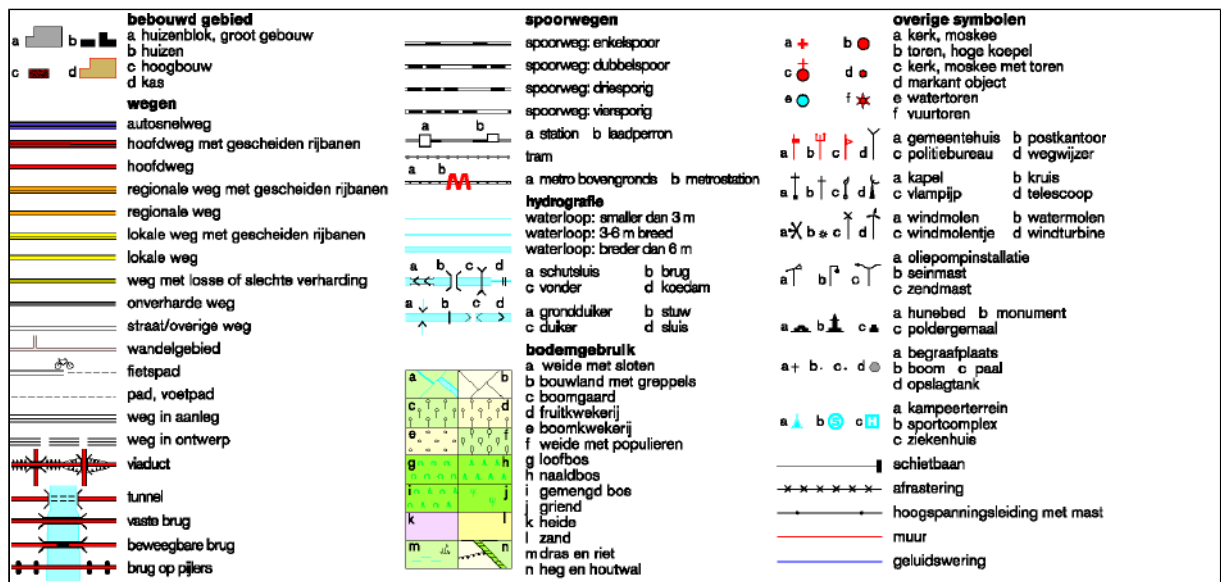 bebouwd gebied
a b
a huizenblok, groot gebouw
b huizen
c d
c hoogbouw
d kas
wegen
autosnelweg
hoofdweg met gescheiden rijbanen
hoofdweg
regionale weg met gescheiden rijbanen
regionale weg
lokale weg met gescheiden rijbanen
lokale weg
weg met losse of slechte verharding
onverharde weg
straat/overige weg
wandelgebied
fietspad
pad, voetpad
weg in aanleg
weg in ontwerp
viaduct
tunnel
vaste brug
beweegbare brug
brug op pijlers
spoorwegen
spoorweg: enkelspoor
spoorweg: dubbelspoor
spoorweg: driesporig
spoorweg: viersporig
a b
a station b laadperron
tram
a b
M
a metro bovengronds b metrostation
hydrografie
waterloop: smaller dan 3 m
waterloop: 3-6 m breed
waterloop: breder dan 6 m
a b c d
a schutsluis b brug
c vonder d koedam
a b c d
a grondduiker b stuw
c duiker d sluis
bodemgebruik
a b
a weide met sloten
b bouwland met greppels
c d
c boomgaard
d fruitkwekerij
e f
e boomkwekerij
f weide met populieren
g h
g loofbos
h naaldbos
i j
i gemengd bos
j griend
k l
k heide
l zand
m n
m dras en riet
n heg en houtwal
overige symbolen
a b
a kerk, moskee
b toren, hoge koepel
c d
c kerk, moskee met toren
d markant object
e f
e watertoren
f vuurtoren
a b c d
a gemeentehuis b postkantoor
c politiebureau d wegwijzer
a b c d
a kapel b kruis
c vlampijp d telescoop
a b c d
a windmolen b watermolen
c windmolentje d windturbine
a b c
a oliepompinstallatie
b seinmast
c zendmast
a b c
a hunebed b monument
c poldergemaal
a b c d
a begraafplaats
b boom c paal
d opslagtank
a b S c H
a kampeerterrein
b sportcomplex
c ziekenhuis
schietbaan
afrastering
hoogspanningsleiding met mast
muur
geluidswering